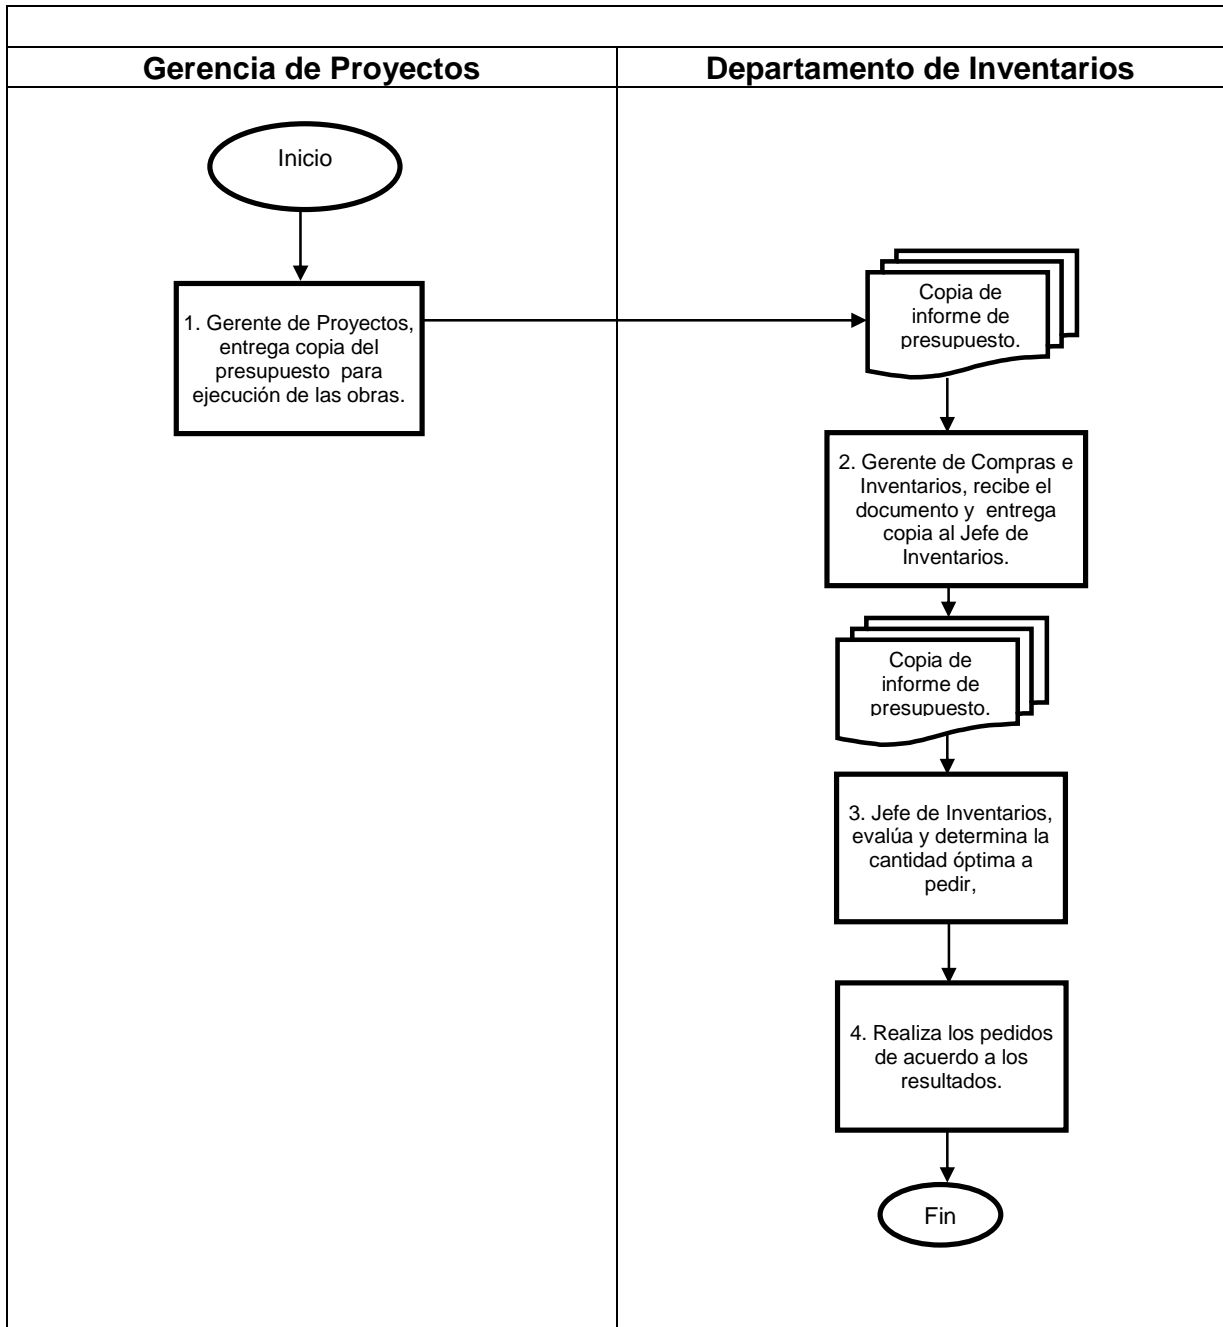 Gerencia de Proyectos
Departamento de Inventarios
Inicio
1. Gerente de Proyectos,
entrega copia del
presupuesto  para
ejecución de las obras.
Copia de
informe de
presupuesto.
2. Gerente de Compras e
Inventarios, recibe el
documento y  entrega
copia al Jefe de
Inventarios.
Copia de
informe de
presupuesto.
3. Jefe de Inventarios,
evalúa y determina la
cantidad óptima a
pedir,
4. Realiza los pedidos
de acuerdo a los
resultados.
Fin